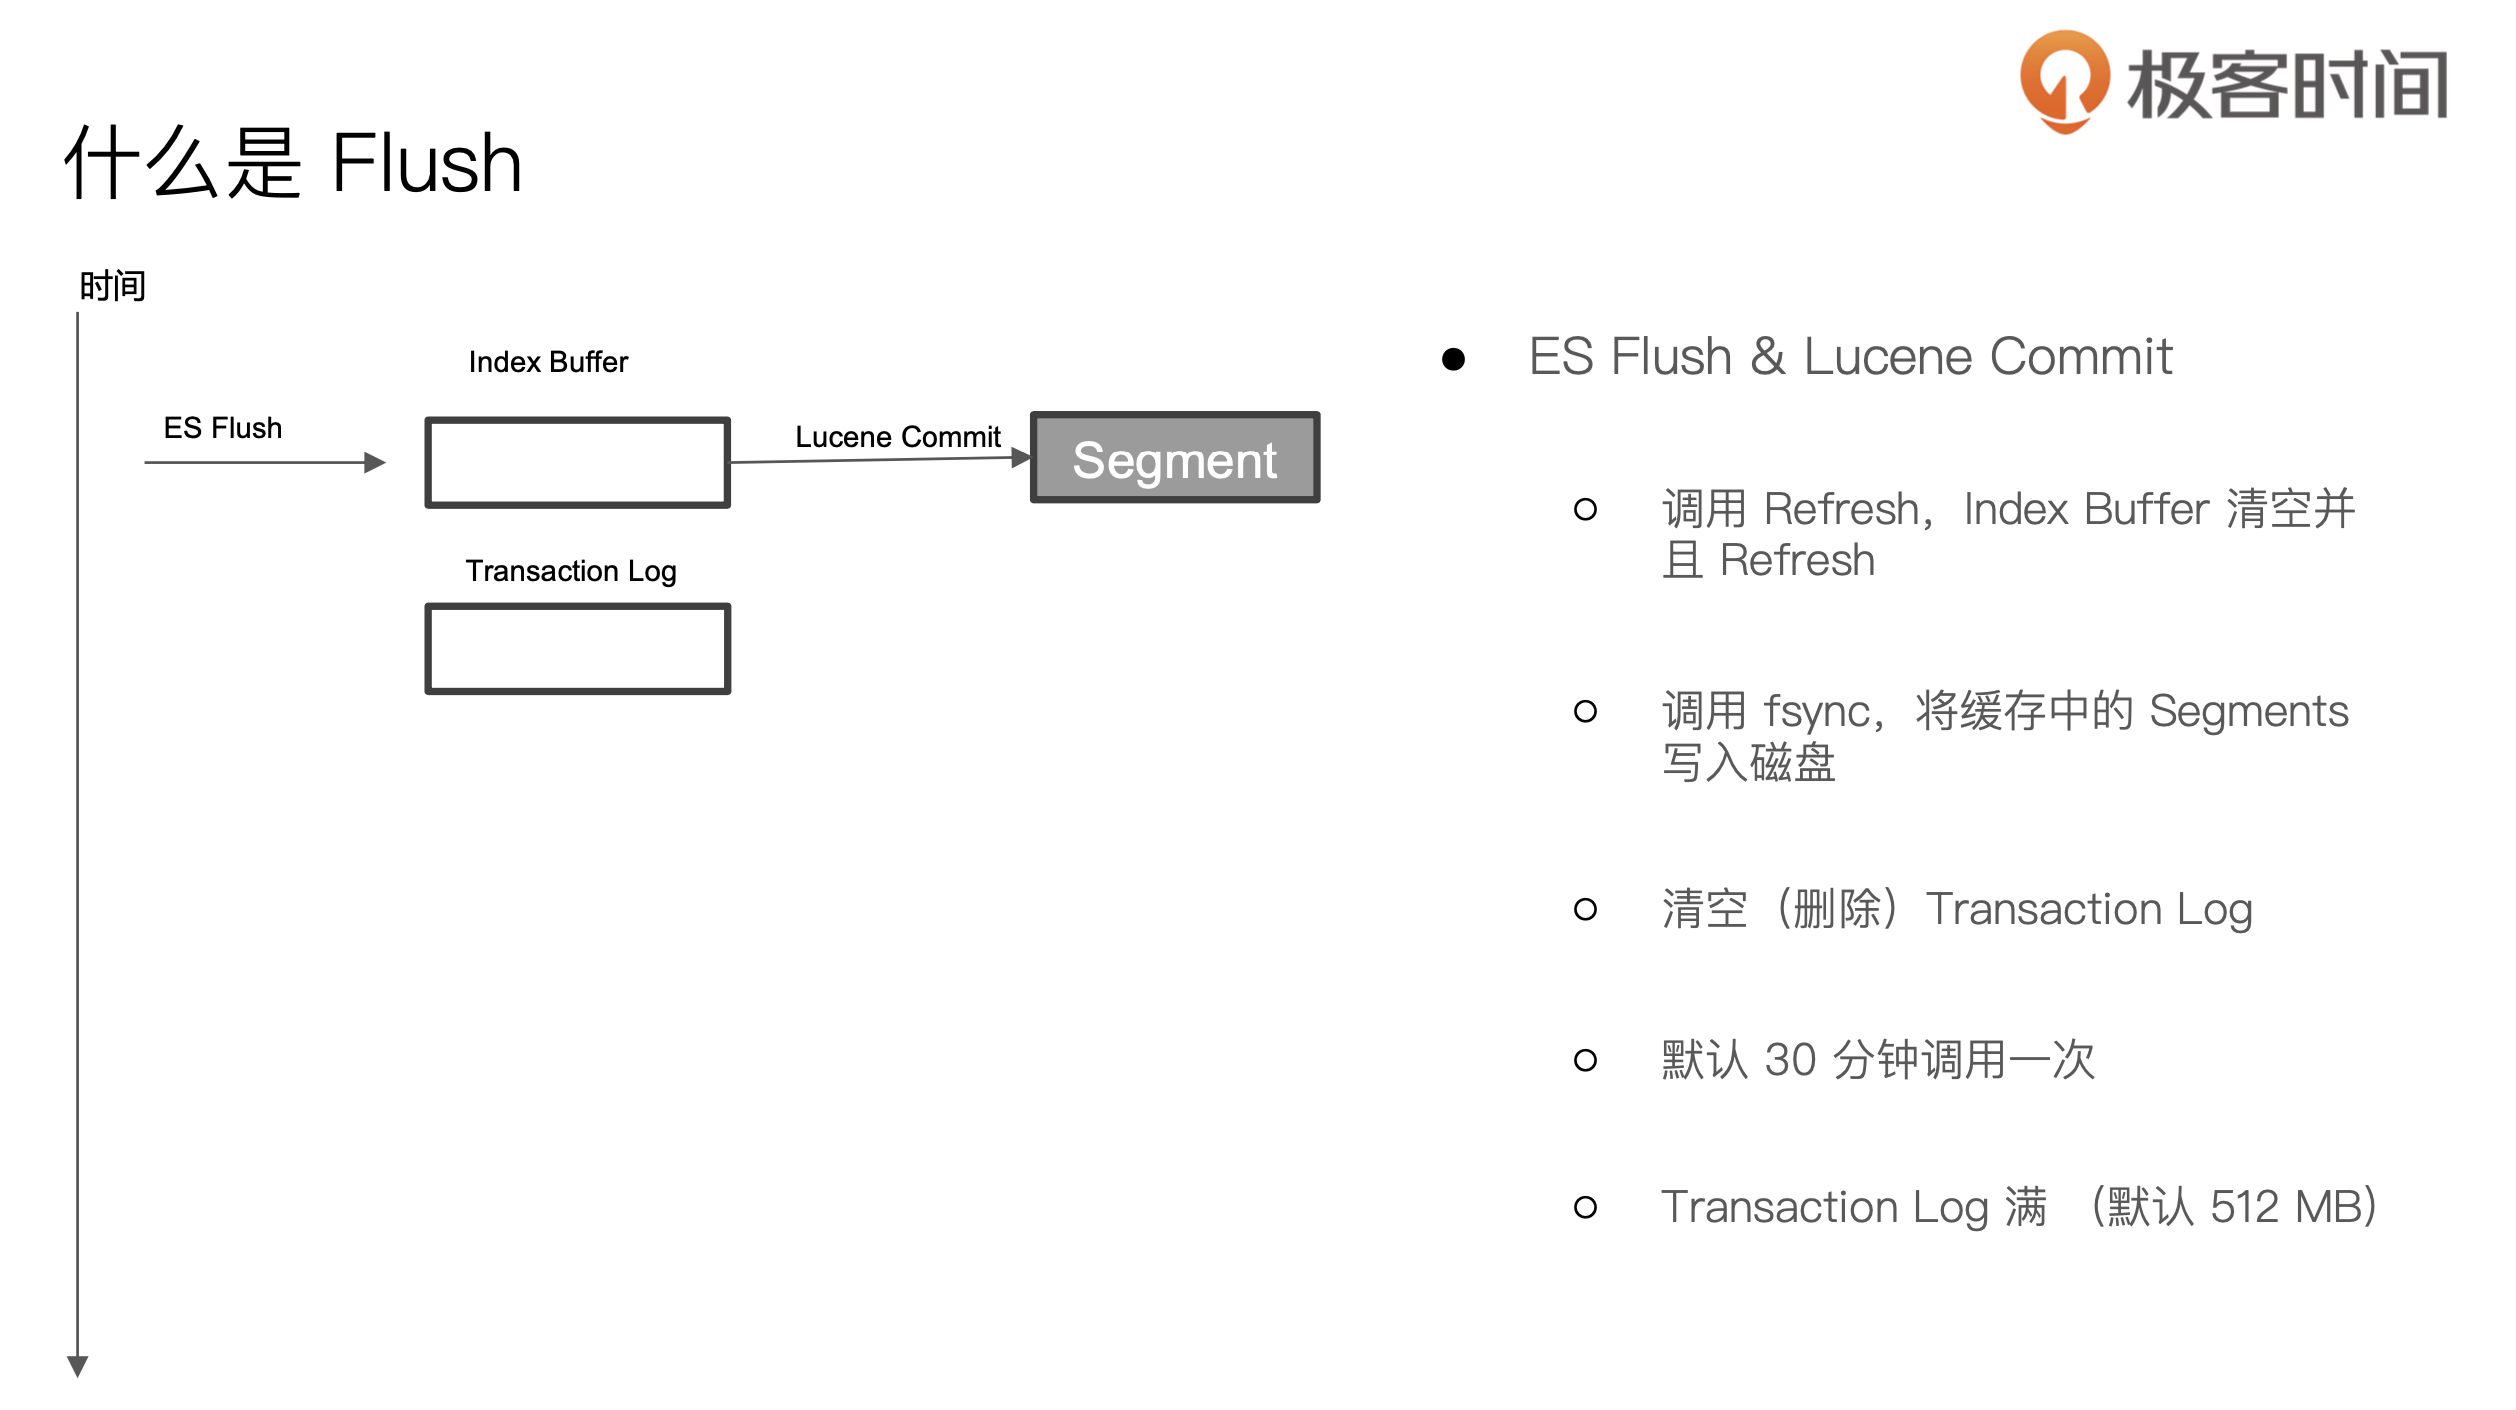 极客时间
什么是 Flush
时间
Index Buffer
ES Flush
Lucene Commit
Segment
Transaction Log
ES Flush & Lucene Commit
调用 Refresh，Index Buffer 清空并
且 Refresh
调用 fsync，将缓存中的 Segments
写入磁盘
清空（删除）Transaction Log
默认 30 分钟调用一次
Transaction Log 满 （默认 512 MB）